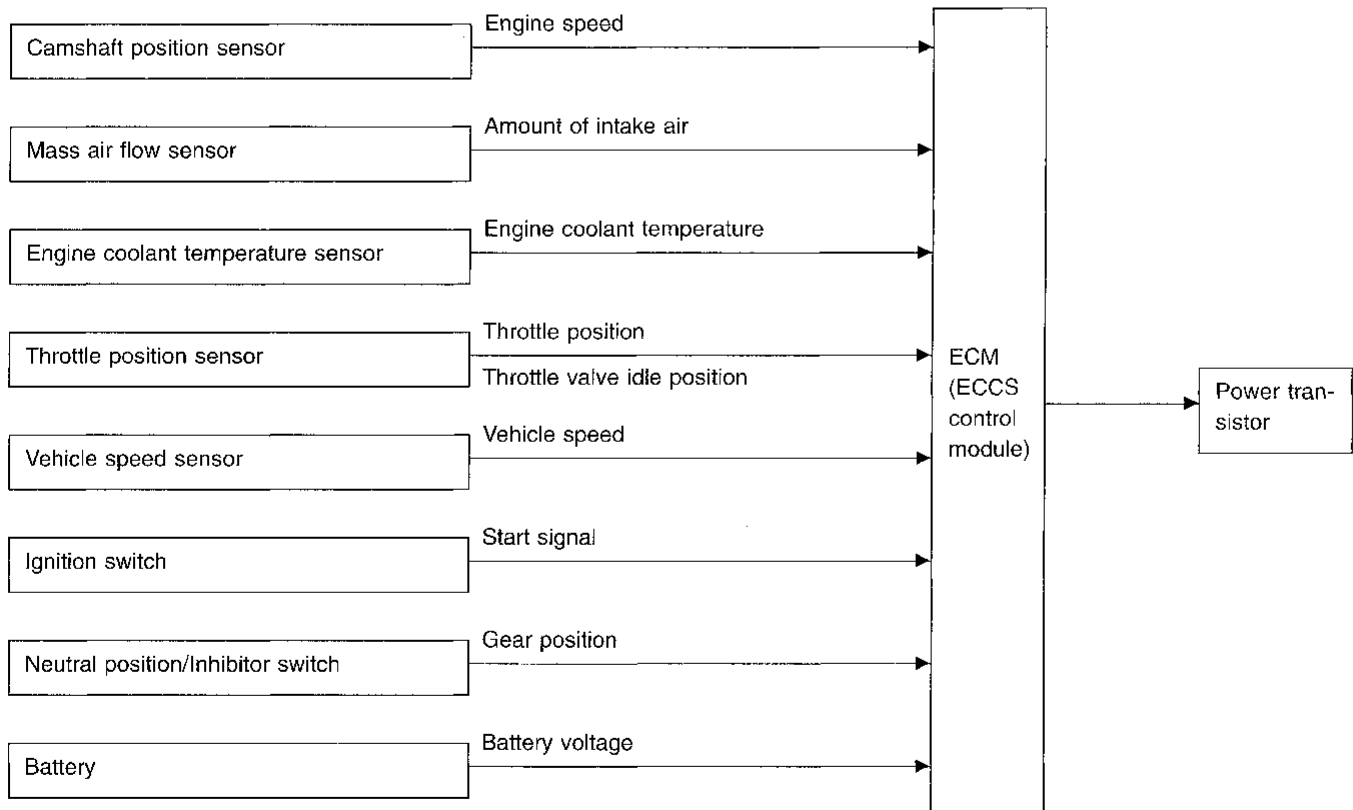 Camshaft position sensor
Engine speed
Mass air flow sensor
Amount of intake air
Engine coolant temperature sensor
Engine coolant temperature
Throttle position sensor
Throttle position
Throttle valve idle position
Vehicle speed sensor
Vehicle speed
Ignition switch
Start signal
Neutral position/Inhibitor switch
Gear position
Battery
Battery voltage
ECM
(ECCS
control
module)
Power tran-
sistor